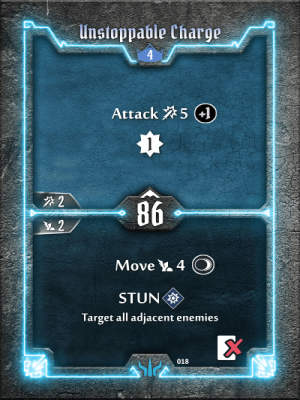 Unstoppable Charge
4
Attack 5 +1
1
2
86
2
Move 4
STUN
Target all adjacent enemies
018